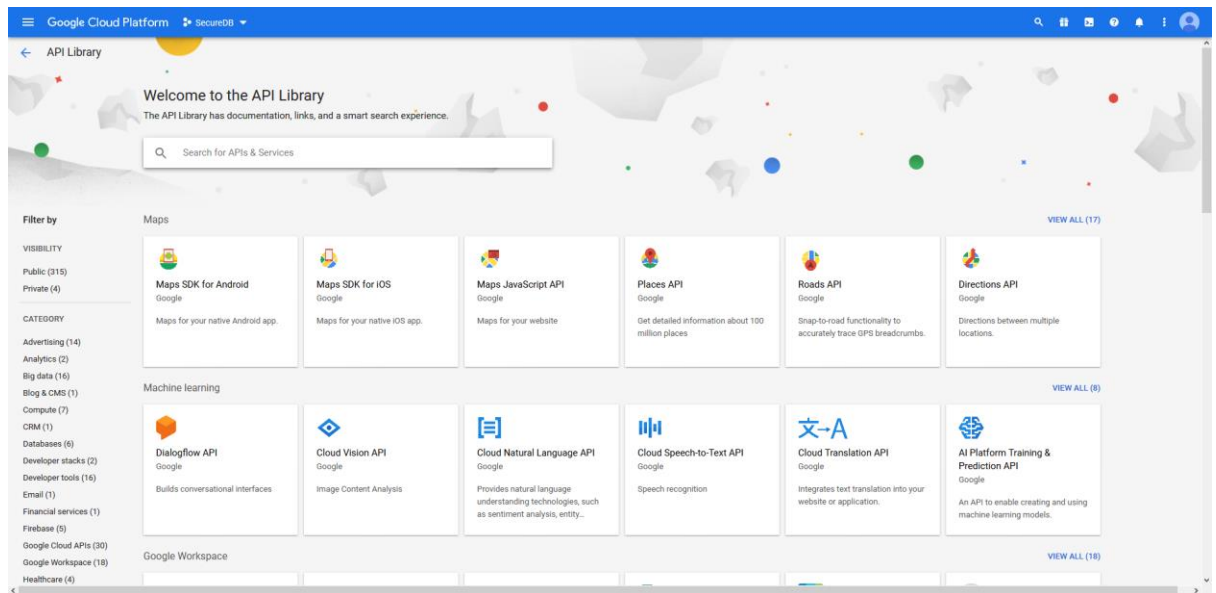 Google Cloud Platform SecureDB
API Library
Welcome to the API Library
The API Library has documentation, links, and a smart search experience.
Search for APIs & Services
Filter by
VISIBILITY
Public (315)
Private (4)
CATEGORY
Advertising (14)
Analytics (2)
Big data (16)
Blog & CMS (1)
Compute (7)
CRM (1)
Databases (6)
Developer stacks (2)
Developer tools (16)
Email (1)
Financial services (1)
Firebase (5)
Google Cloud APIs (30)
Google Workspace (18)
Healthcare (4)
Maps
VIEW ALL (17)
Maps SDK for Android
Google
Maps for your native Android app.
Maps SDK for iOS
Google
Maps for your native iOS app.
Maps JavaScript API
Google
Maps for your website
Places API
Google
Get detailed information about 100
million places
Roads API
Google
Snap-to-road functionality to
accurately trace GPS breadcrumbs.
Directions API
Google
Directions between multiple
locations.
Machine learning
VIEW ALL (8)
Dialogflow API
Google
Builds conversational interfaces
Cloud Vision API
Google
Image Content Analysis
Cloud Natural Language API
Google
Provides natural language
understanding technologies, such
as sentiment analysis, entity…
Cloud Speech-to-Text API
Google
Speech recognition
文→A
Cloud Translation API
Google
Integrates text translation into your
website or application.
AI Platform Training &
Prediction API
Google
An API to enable creating and using
machine learning models.
Google Workspace
VIEW ALL (18)